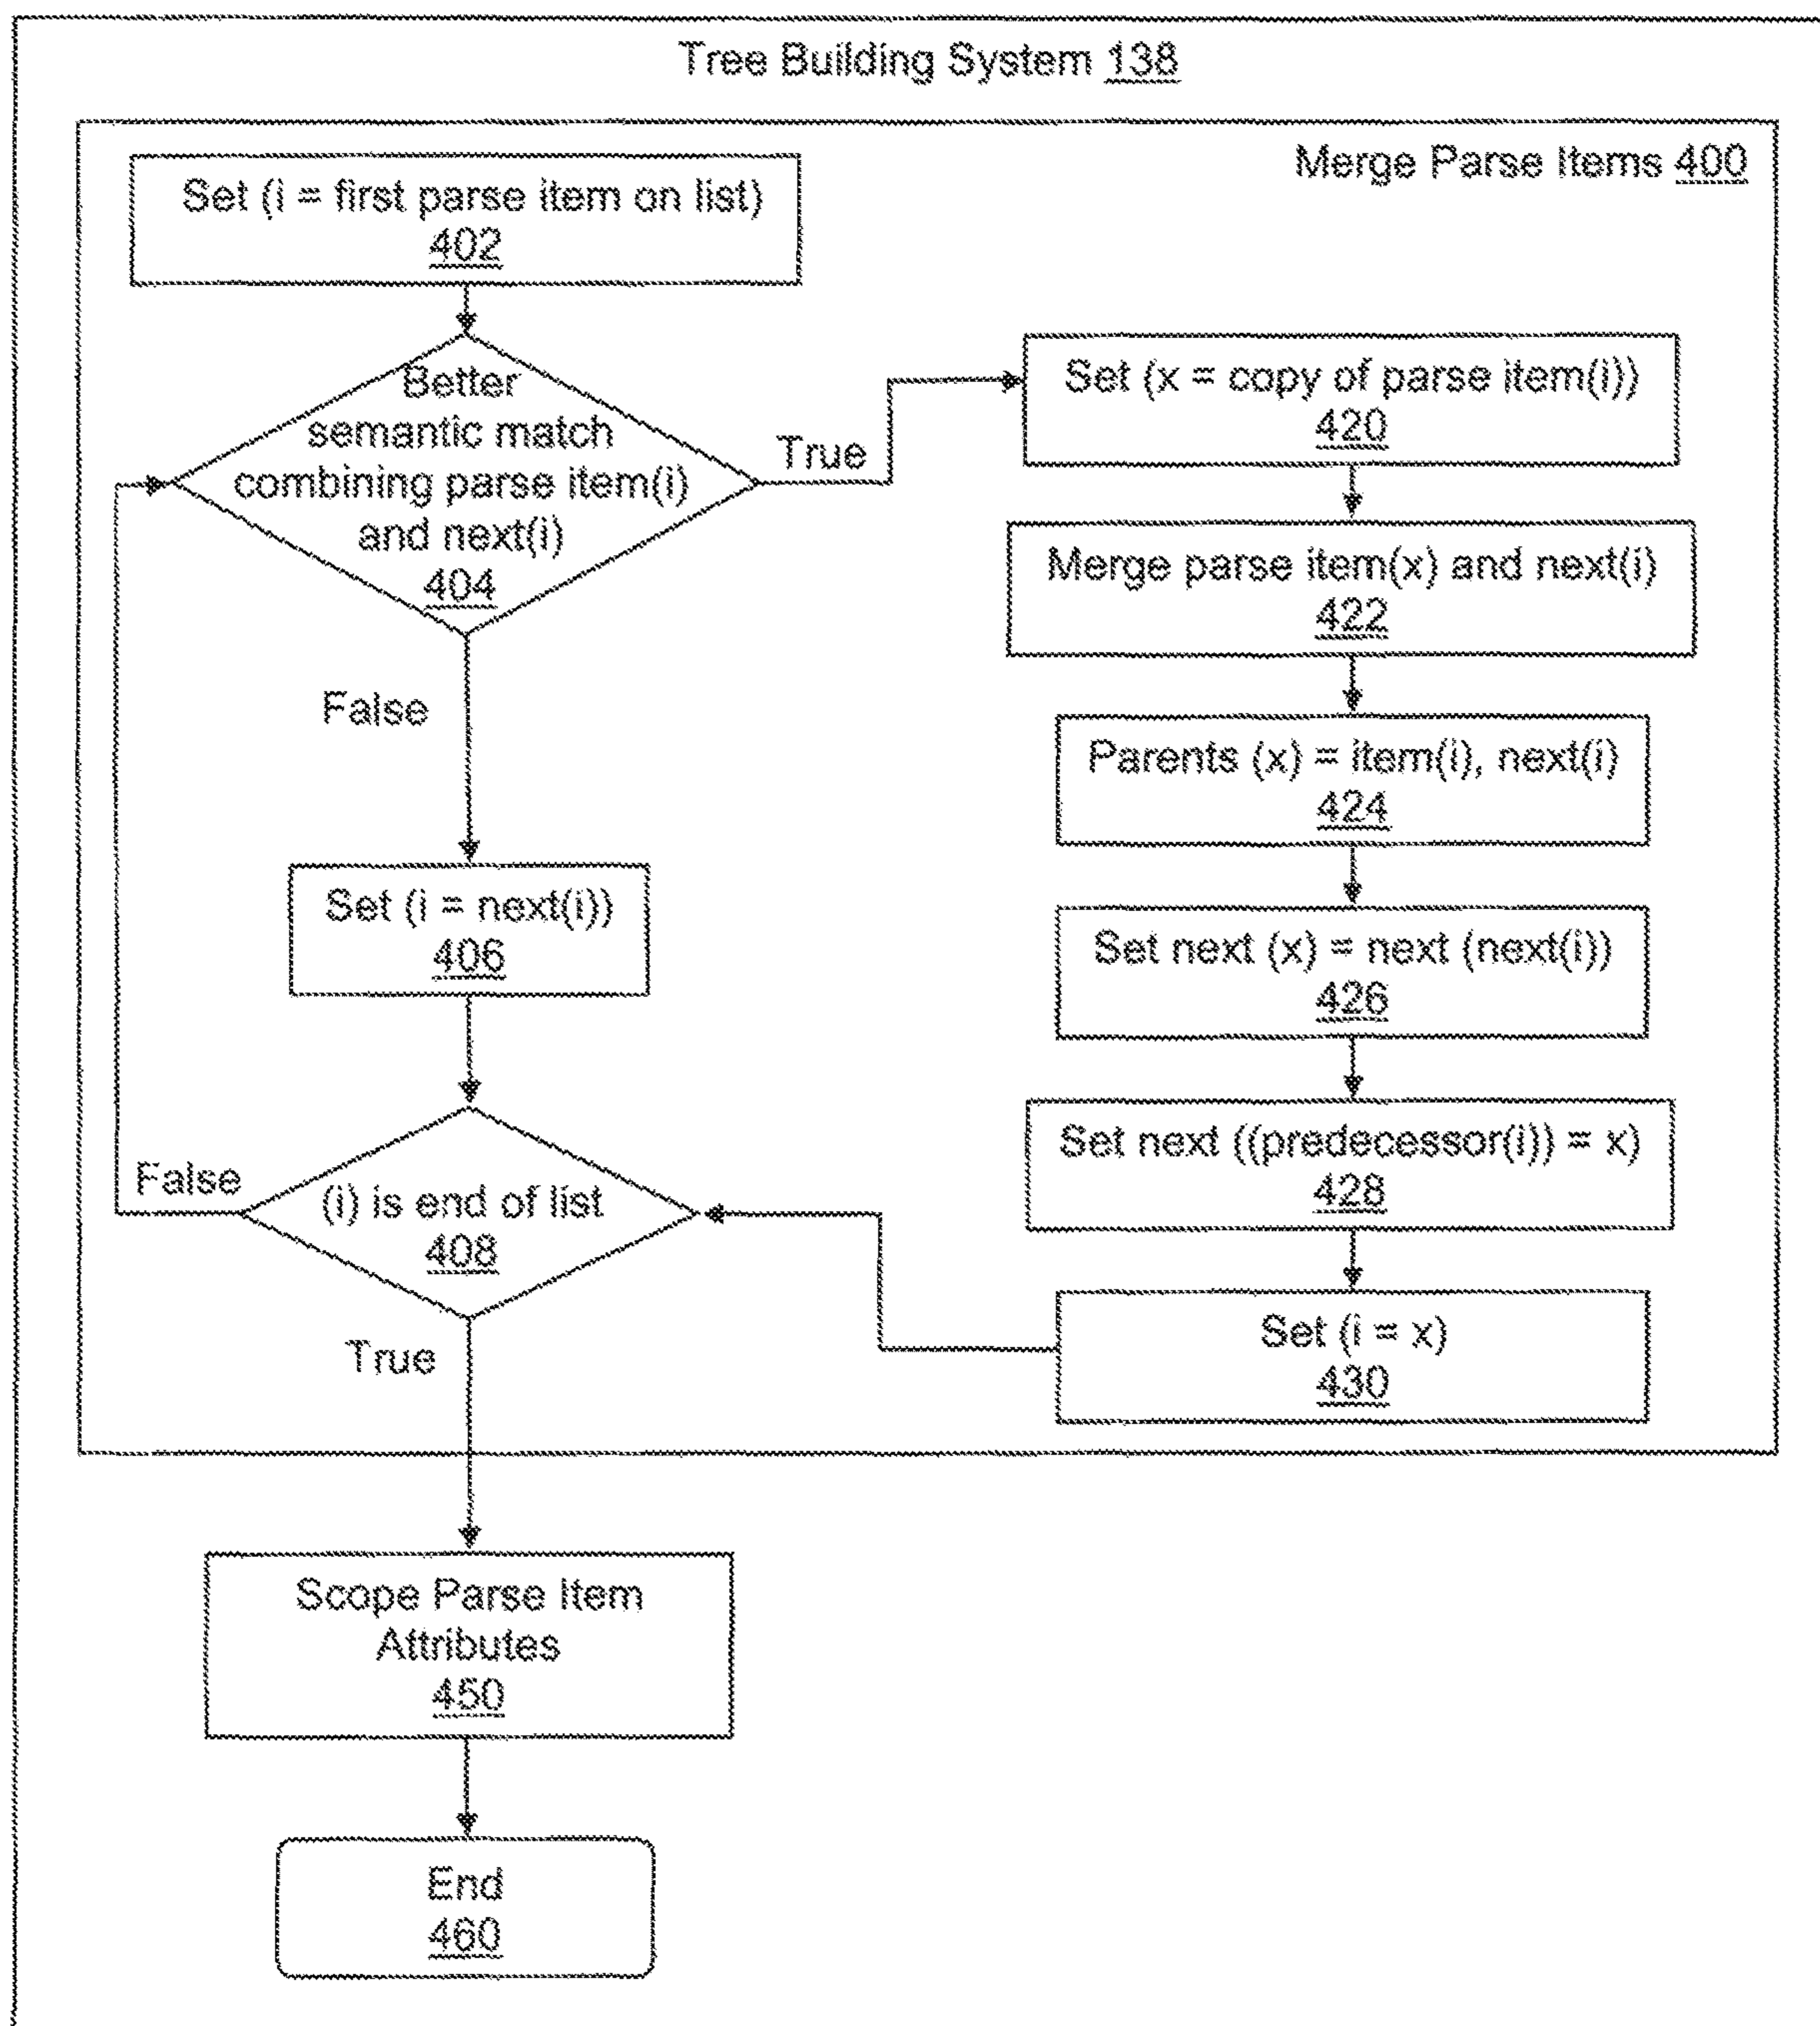 Tree Building System 138
Merge Parse Items 400
Set (i = first parse item on list)
402
Better
semantic match
combining parse item(i)
and next(i)
404
True
False
Set (i = next(i))
406
(i) is end of list
408
False
True
Set (x = copy of parse item(i))
420
Merge parse item(x) and next(i)
422
Parents (x) = item(i), next(i)
424
Set next (x) = next (next(i))
426
Set next ((predecessor(i)) = x)
428
Set (i = x)
430
Scope Parse Item
Attributes
450
End
460